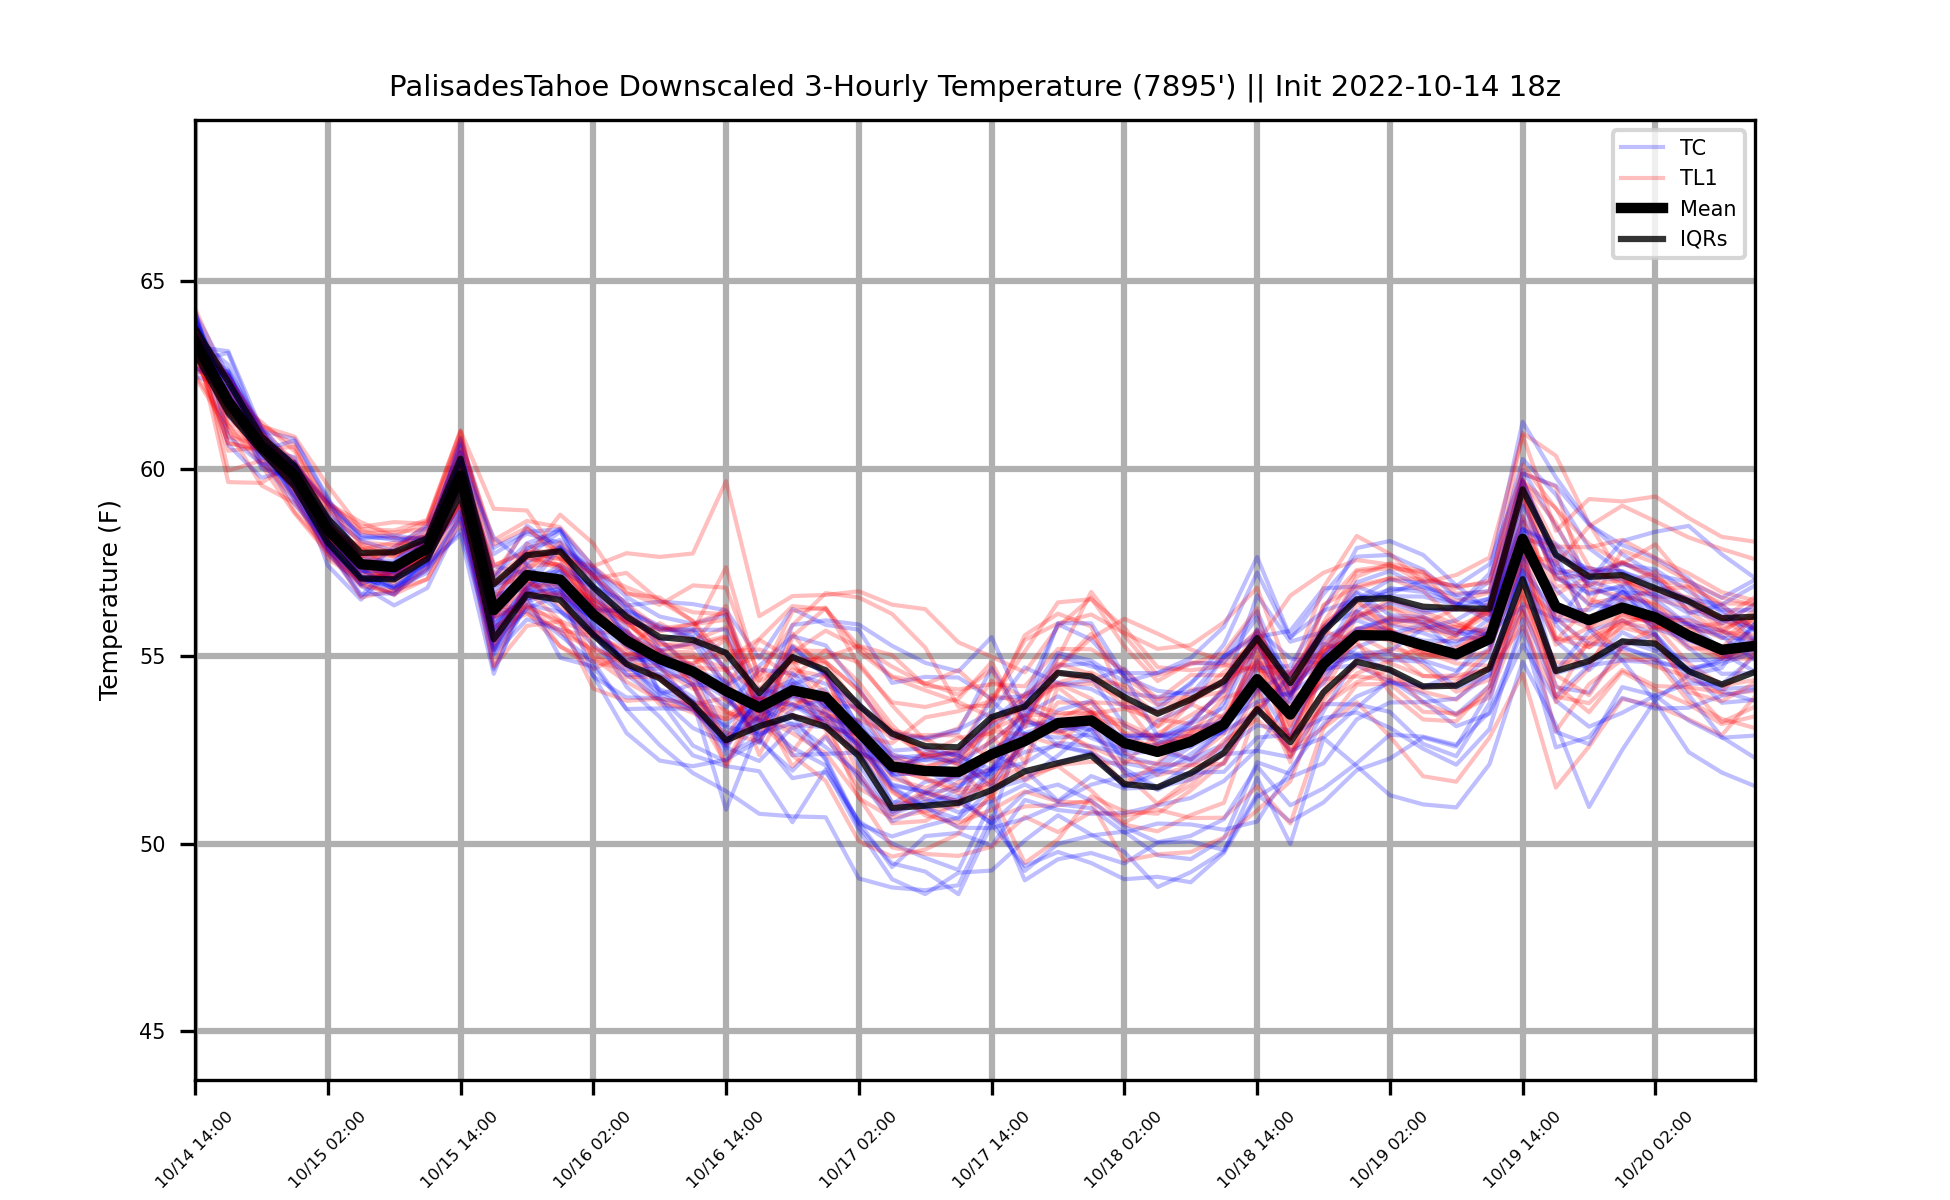 PalisadesTahoe Downscaled 3-Hourly Temperature (7895') || Init 2022-10-14 18z
TC
TL1
Mean
IQRs
Temperature (F)
65
60
55
50
45
10/14 14:00
10/15 02:00
10/15 14:00
10/16 02:00
10/16 14:00
10/17 02:00
10/17 14:00
10/18 02:00
10/18 14:00
10/19 02:00
10/19 14:00
10/20 02:00